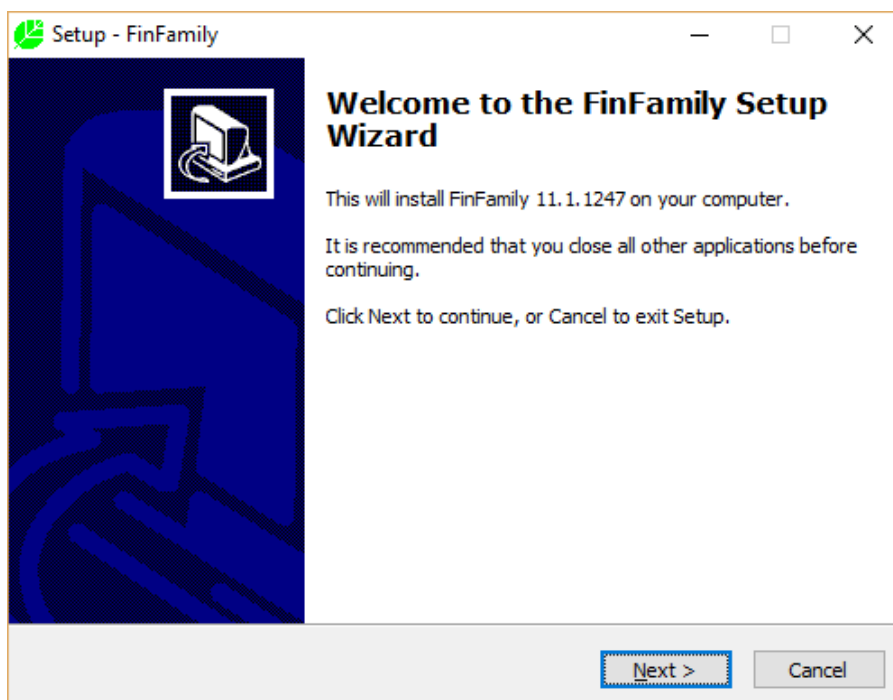 Setup - FinFamily
Welcome to the FinFamily Setup
Wizard
This will install FinFamily 11.1.1247 on your computer.
It is recommended that you close all other applications before
continuing.
Click Next to continue, or Cancel to exit Setup.
Next >
Cancel